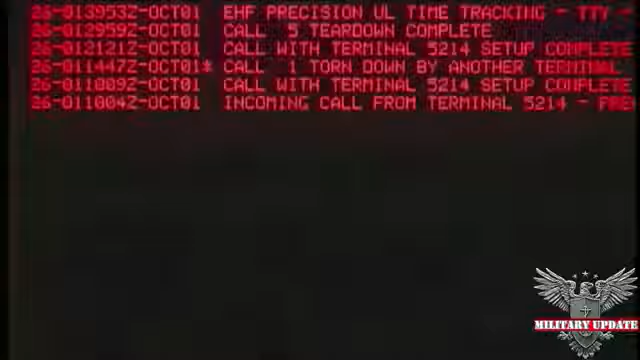 26-013953Z-OCT01 EHF PRECISION UL TIME TRACKING - TTY -
26-012959Z-OCT01 CALL 5 TEARDOWN COMPLETE
26-012121Z-OCT01 CALL WITH TERMINAL 5214 SETUP COMPLETE
26-011447Z-OCT01* CALL 1 TORN DOWN BY ANOTHER TERMINAL
26-011009Z-OCT01 CALL WITH TERMINAL 5214 SETUP COMPLETE
26-011004Z-OCT01 INCOMING CALL FROM TERMINAL 5214 - PRE
MILITARY UPDATE